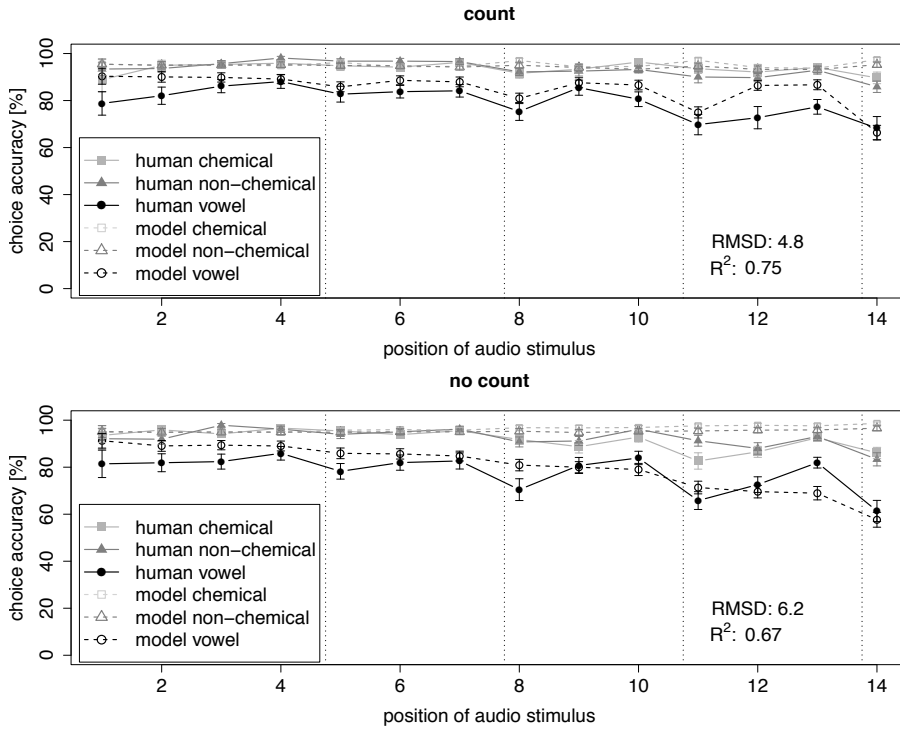 count
choice accuracy [%]
0 20 40 60 80 100
human chemical
human non−chemical
human vowel
model chemical
model non−chemical
model vowel
RMSD: 4.8
R²: 0.75
2 4 6 8 10 12 14
position of audio stimulus
no count
choice accuracy [%]
0 20 40 60 80 100
human chemical
human non−chemical
human vowel
model chemical
model non−chemical
model vowel
RMSD: 6.2
R²: 0.67
2 4 6 8 10 12 14
position of audio stimulus